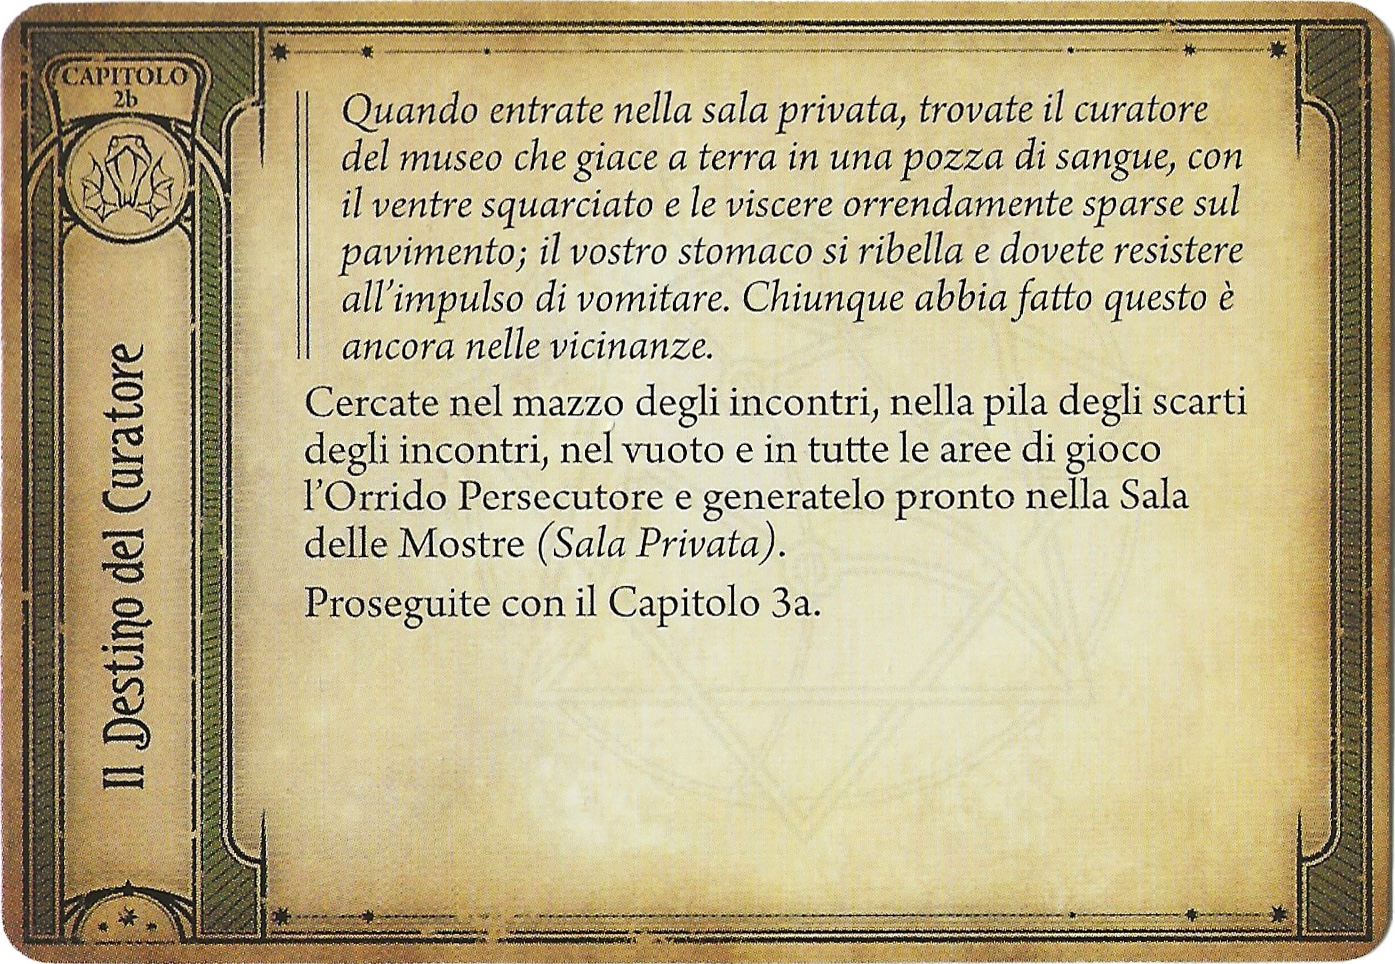 CAPITOLO
2b
Il Destino del Curatore
Quando entrate nella sala privata, trovate il curatore
del museo che giace a terra in una pozza di sangue, con
il ventre squarciato e le viscere orrendamente sparse sul
pavimento; il vostro stomaco si ribella e dovete resistere
all'impulso di vomitare. Chiunque abbia fatto questo è
ancora nelle vicinanze.
Cercate nel mazzo degli incontri, nella pila degli scarti
degli incontri, nel vuoto e in tutte le aree di gioco
l'Orrido Persecutore e generatelo pronto nella Sala
delle Mostre (Sala Privata).
Proseguite con il Capitolo 3a.